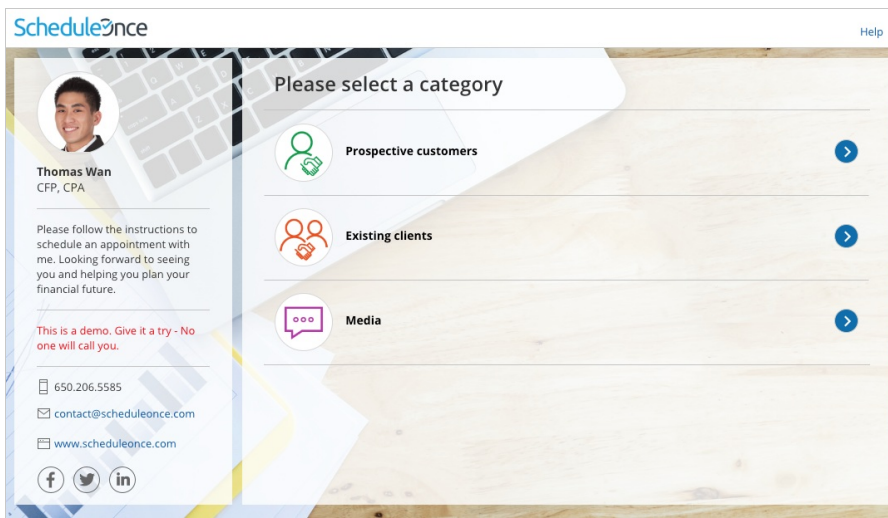 ScheduleOnce
Help
Thomas Wan
CFP, CPA
Please follow the instructions to
schedule an appointment with
me. Looking forward to seeing
you and helping you plan your
financial future.
This is a demo. Give it a try - No
one will call you.
650.206.5585
contact@scheduleonce.com
www.scheduleonce.com
Please select a category
Prospective customers
Existing clients
Media